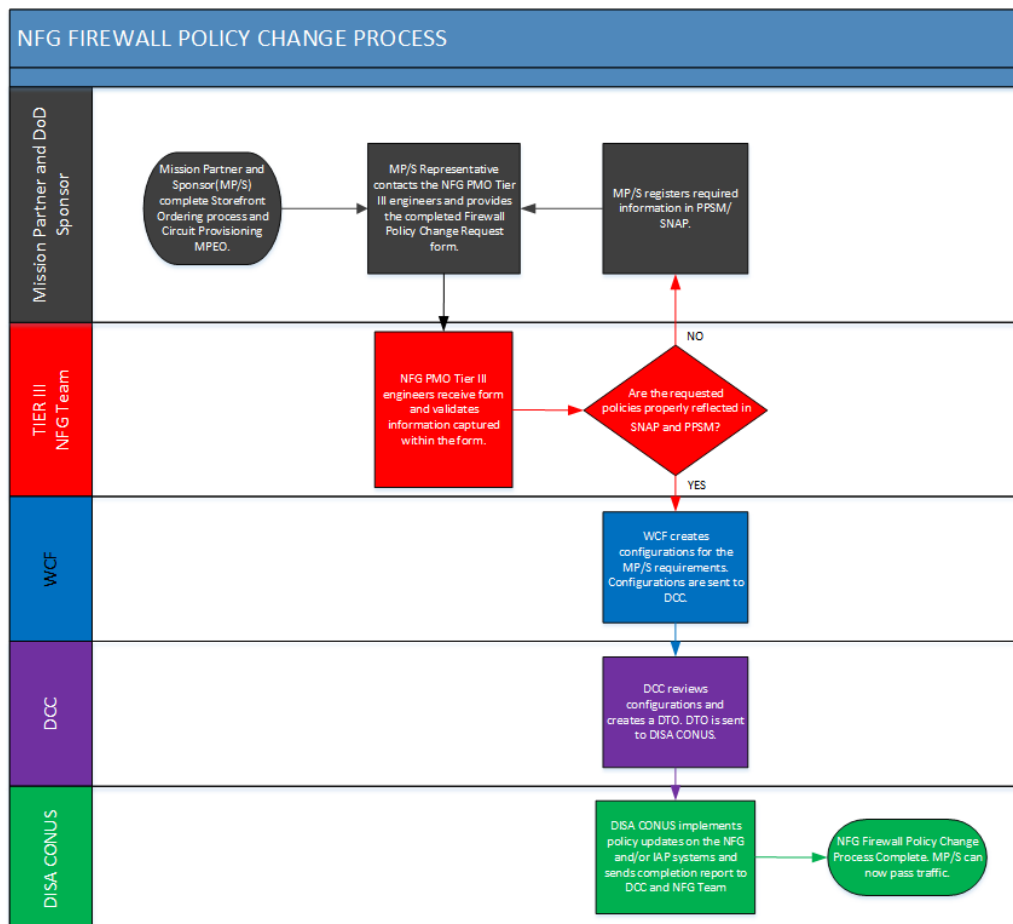 NFG FIREWALL POLICY CHANGE PROCESS
Mission Partner and DoD
Sponsor
Mission Partner and
Sponsor(MP/S)
complete Storefront
Ordering process and
Circuit Provisioning
MPEO.
MP/S Representative
contacts the NFG PMO Tier
III engineers and provides
the completed Firewall
Policy Change Request
form.
MP/S registers required
information in PPSM/
SNAP.
TIER III
NFG Team
NFG PMO Tier III
engineers receive form
and validates
information captured
within the form.
Are the requested
policies properly reflected in
SNAP and PPSM?
NO
YES
WCF
WCF creates
configurations for the
MP/S requirements.
Configurations are sent to
DCC.
DCC
DCC reviews
configurations and
creates a DTO. DTO is sent
to DISA CONUS.
DISA CONUS
DISA CONUS implements
policy updates on the NFG
and/or IAP systems and
sends completion report to
DCC and NFG Team
NFG Firewall Policy Change
Process Complete. MP/S can
now pass traffic.